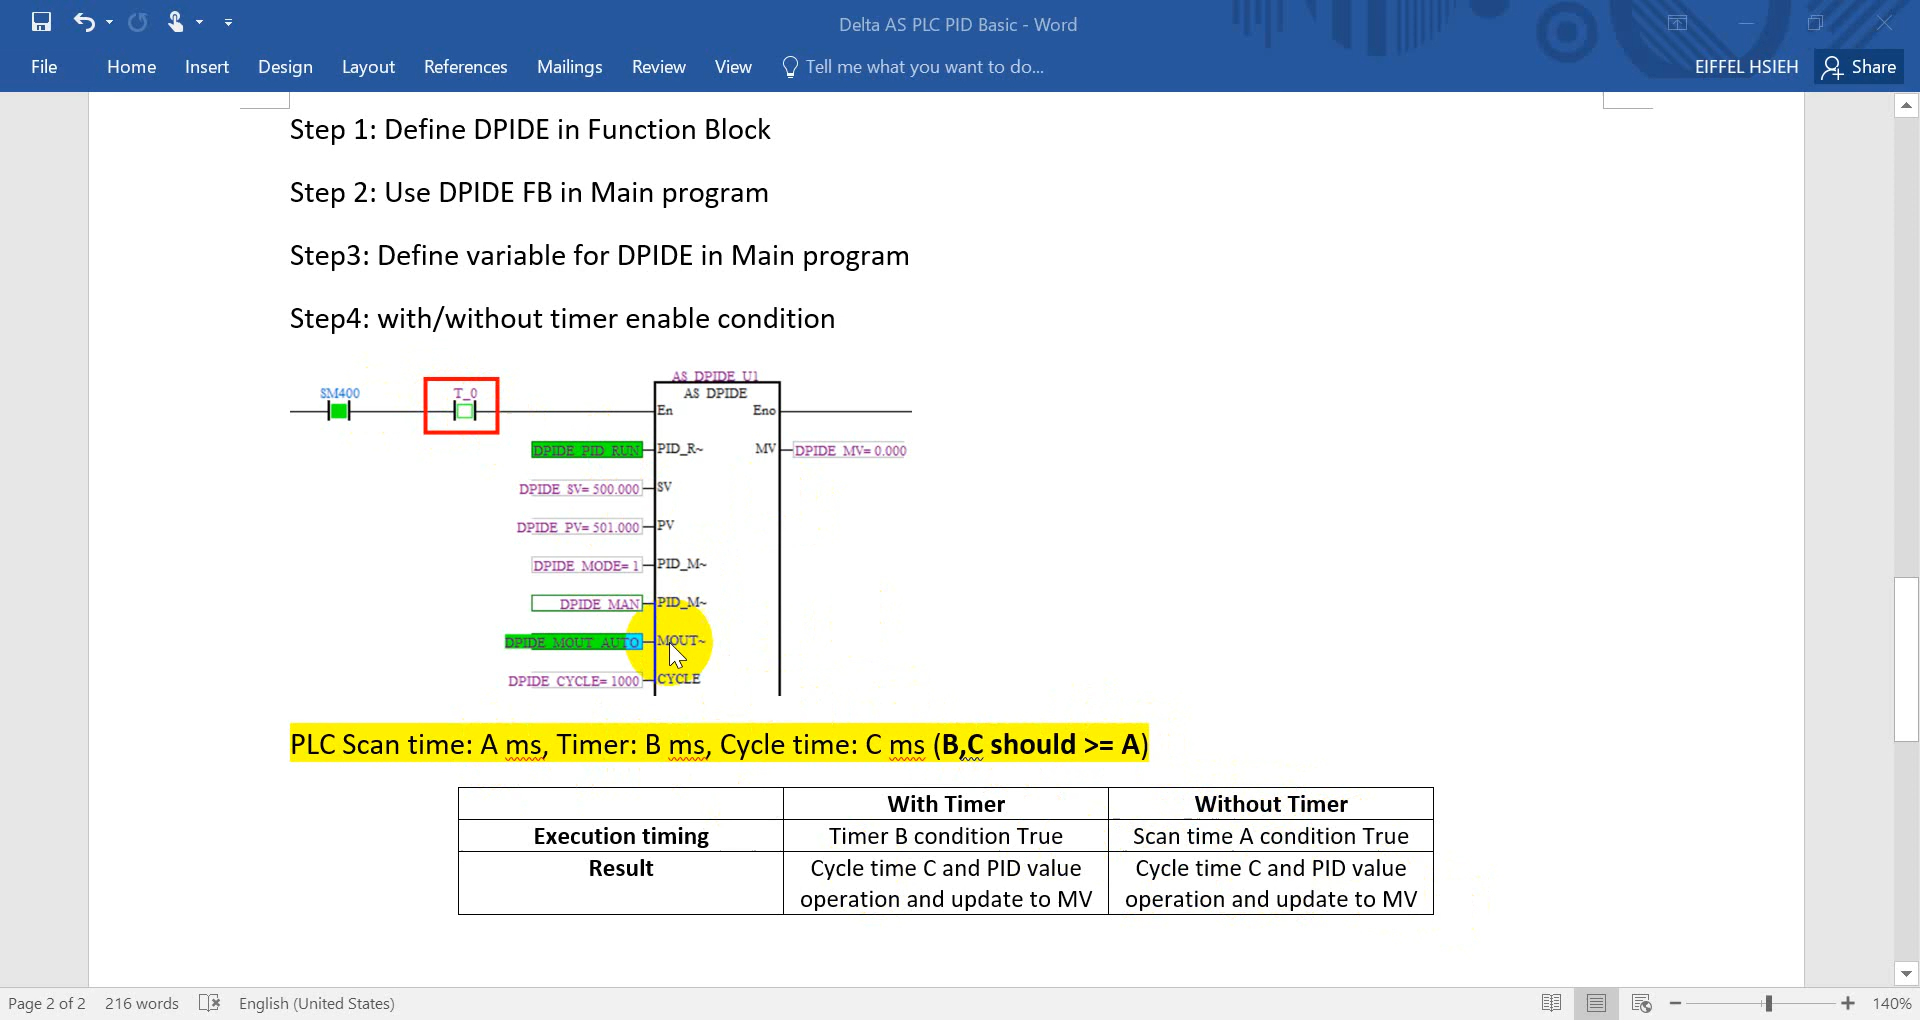 Delta AS PLC PID Basic - Word
File Home Insert Design Layout References Mailings Review View Tell me what you want to do... EIFFEL HSIEH Share
Step 1: Define DPIDE in Function Block
Step 2: Use DPIDE FB in Main program
Step3: Define variable for DPIDE in Main program
Step4: with/without timer enable condition
AS_DPIDE_U1
SM400 T_0 AS_DPIDE
En Eno
DPIDE_PID_RUN PID_R~ MV DPIDE_MV= 0.000
DPIDE_SV= 500.000 SV
DPIDE_PV= 501.000 PV
DPIDE_MODE= 1 PID_M~
DPIDE_MAN PID_M~
DPIDE_MOUT_AUTO MOUT~
DPIDE_CYCLE= 1000 CYCLE
PLC Scan time: A ms, Timer: B ms, Cycle time: C ms (B,C should >= A)
With Timer Without Timer
Execution timing Timer B condition True Scan time A condition True
Result Cycle time C and PID value operation and update to MV Cycle time C and PID value operation and update to MV
Page 2 of 2 216 words English (United States) 140%